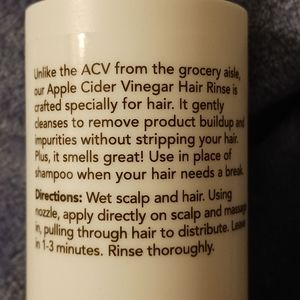 Unlike the ACV from the grocery aisle,
our Apple Cider Vinegar Hair Rinse is
crafted specially for hair. It gently
cleanses to remove product buildup and
impurities without stripping your hair.
Plus, it smells great! Use in place of
shampoo when your hair needs a break.
Directions: Wet scalp and hair. Using
nozzle, apply directly on scalp and massage
in, pulling through hair to distribute. Leave
in 1-3 minutes. Rinse thoroughly.